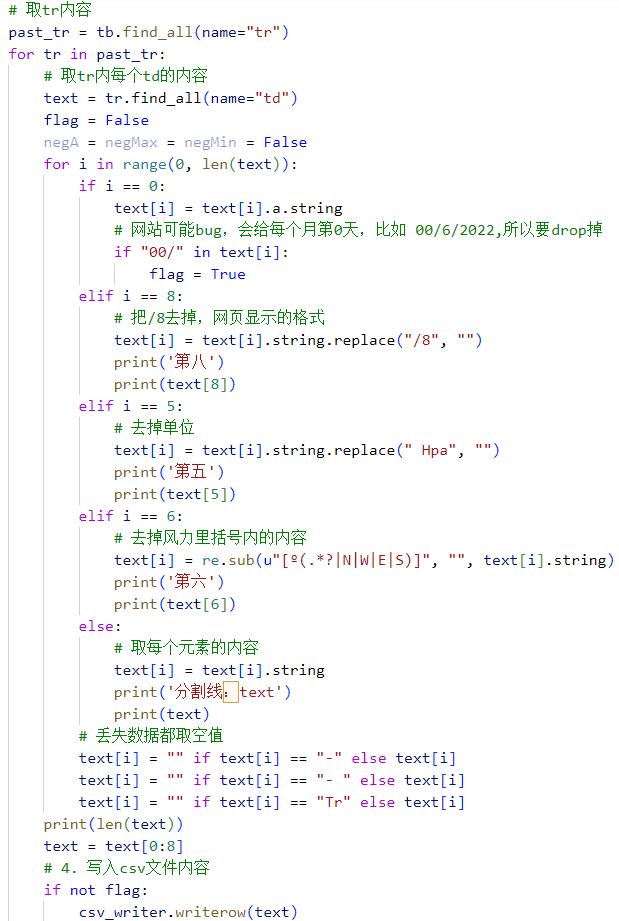 # 取tr内容
past_tr = tb.find_all(name="tr")
for tr in past_tr:
    # 取tr内每个td的内容
    text = tr.find_all(name="td")
    flag = False
    negA = negMax = negMin = False
    for i in range(0, len(text)):
        if i == 0:
            text[i] = text[i].a.string
            # 网站可能bug，会给每个月第0天，比如 00/6/2022,所以要drop掉
            if "00/" in text[i]:
                flag = True
        elif i == 8:
            # 把/8去掉，网页显示的格式
            text[i] = text[i].string.replace("/8", "")
            print('第八')
            print(text[8])
        elif i == 5:
            # 去掉单位
            text[i] = text[i].string.replace(" Hpa", "")
            print('第五')
            print(text[5])
        elif i == 6:
            # 去掉风力里括号内的内容
            text[i] = re.sub(u"[º(.*?|N|W|E|S)]", "", text[i].string)
            print('第六')
            print(text[6])
        else:
            # 取每个元素的内容
            text[i] = text[i].string
            print('分割线：text')
            print(text)
        # 丢失数据都取空值
        text[i] = "" if text[i] == "-" else text[i]
        text[i] = "" if text[i] == "- " else text[i]
        text[i] = "" if text[i] == "Tr" else text[i]
    print(len(text))
    text = text[0:8]
    # 4. 写入csv文件内容
    if not flag:
        csv_writer.writerow(text)